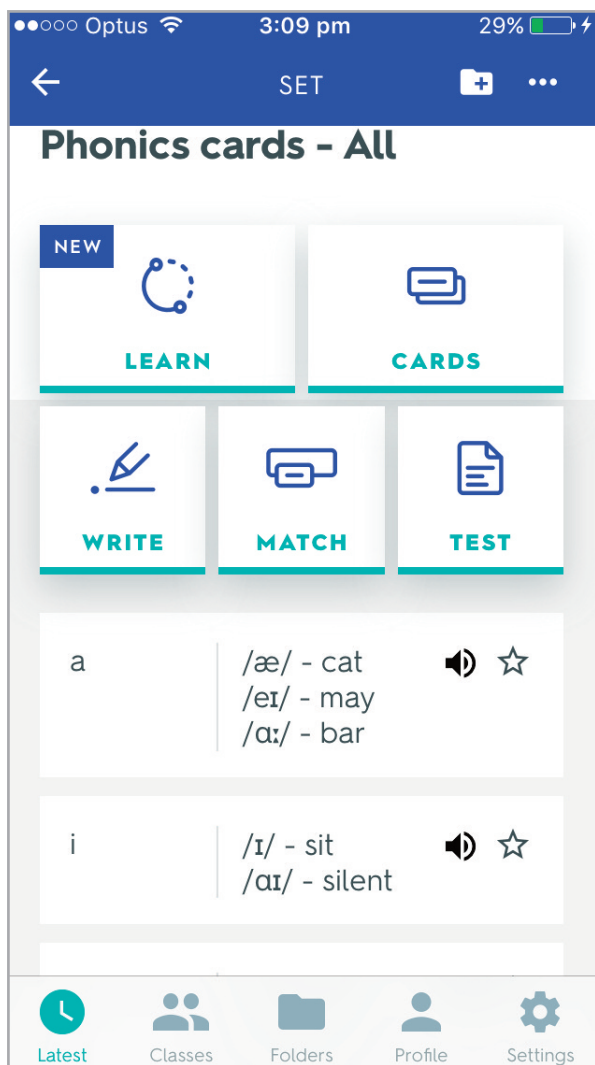 Optus 3:09 pm 29%
SET
Phonics cards - All
NEW
LEARN CARDS
WRITE MATCH TEST
a /æ/ - cat
/eɪ/ - may
/ɑː/ - bar
i /ɪ/ - sit
/ɑɪ/ - silent
Latest Classes Folders Profile Settings